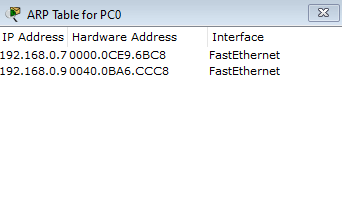 ARP Table for PC0
IP Address Hardware Address Interface
192.168.0.7 0000.0CE9.6BC8 FastEthernet
192.168.0.9 0040.0BA6.CCC8 FastEthernet